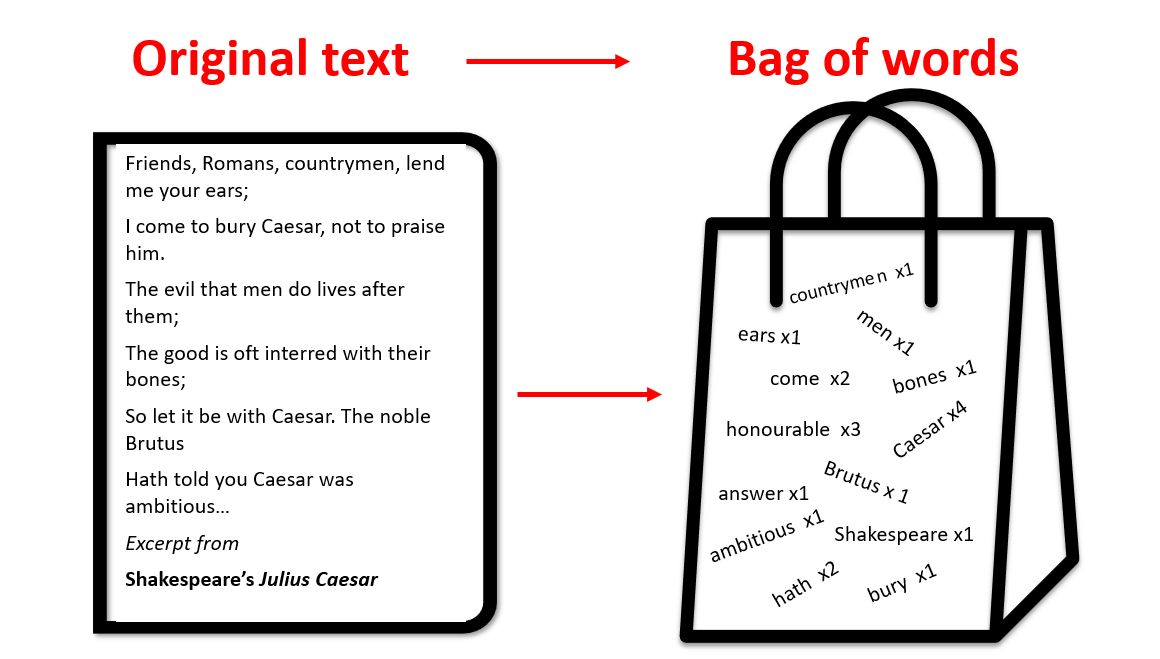 Original text
Bag of words
Friends, Romans, countrymen, lend
me your ears;
I come to bury Caesar, not to praise
him.
The evil that men do lives after
them;
The good is oft interred with their
bones;
So let it be with Caesar. The noble
Brutus
Hath told you Caesar was
ambitious...
Excerpt from
Shakespeare’s Julius Caesar
countrymen x1
ears x1
men x1
come x2
bones x1
honourable x3
Caesar x4
Brutus x 1
answer x1
ambitious x1
Shakespeare x1
hath x2
bury x1